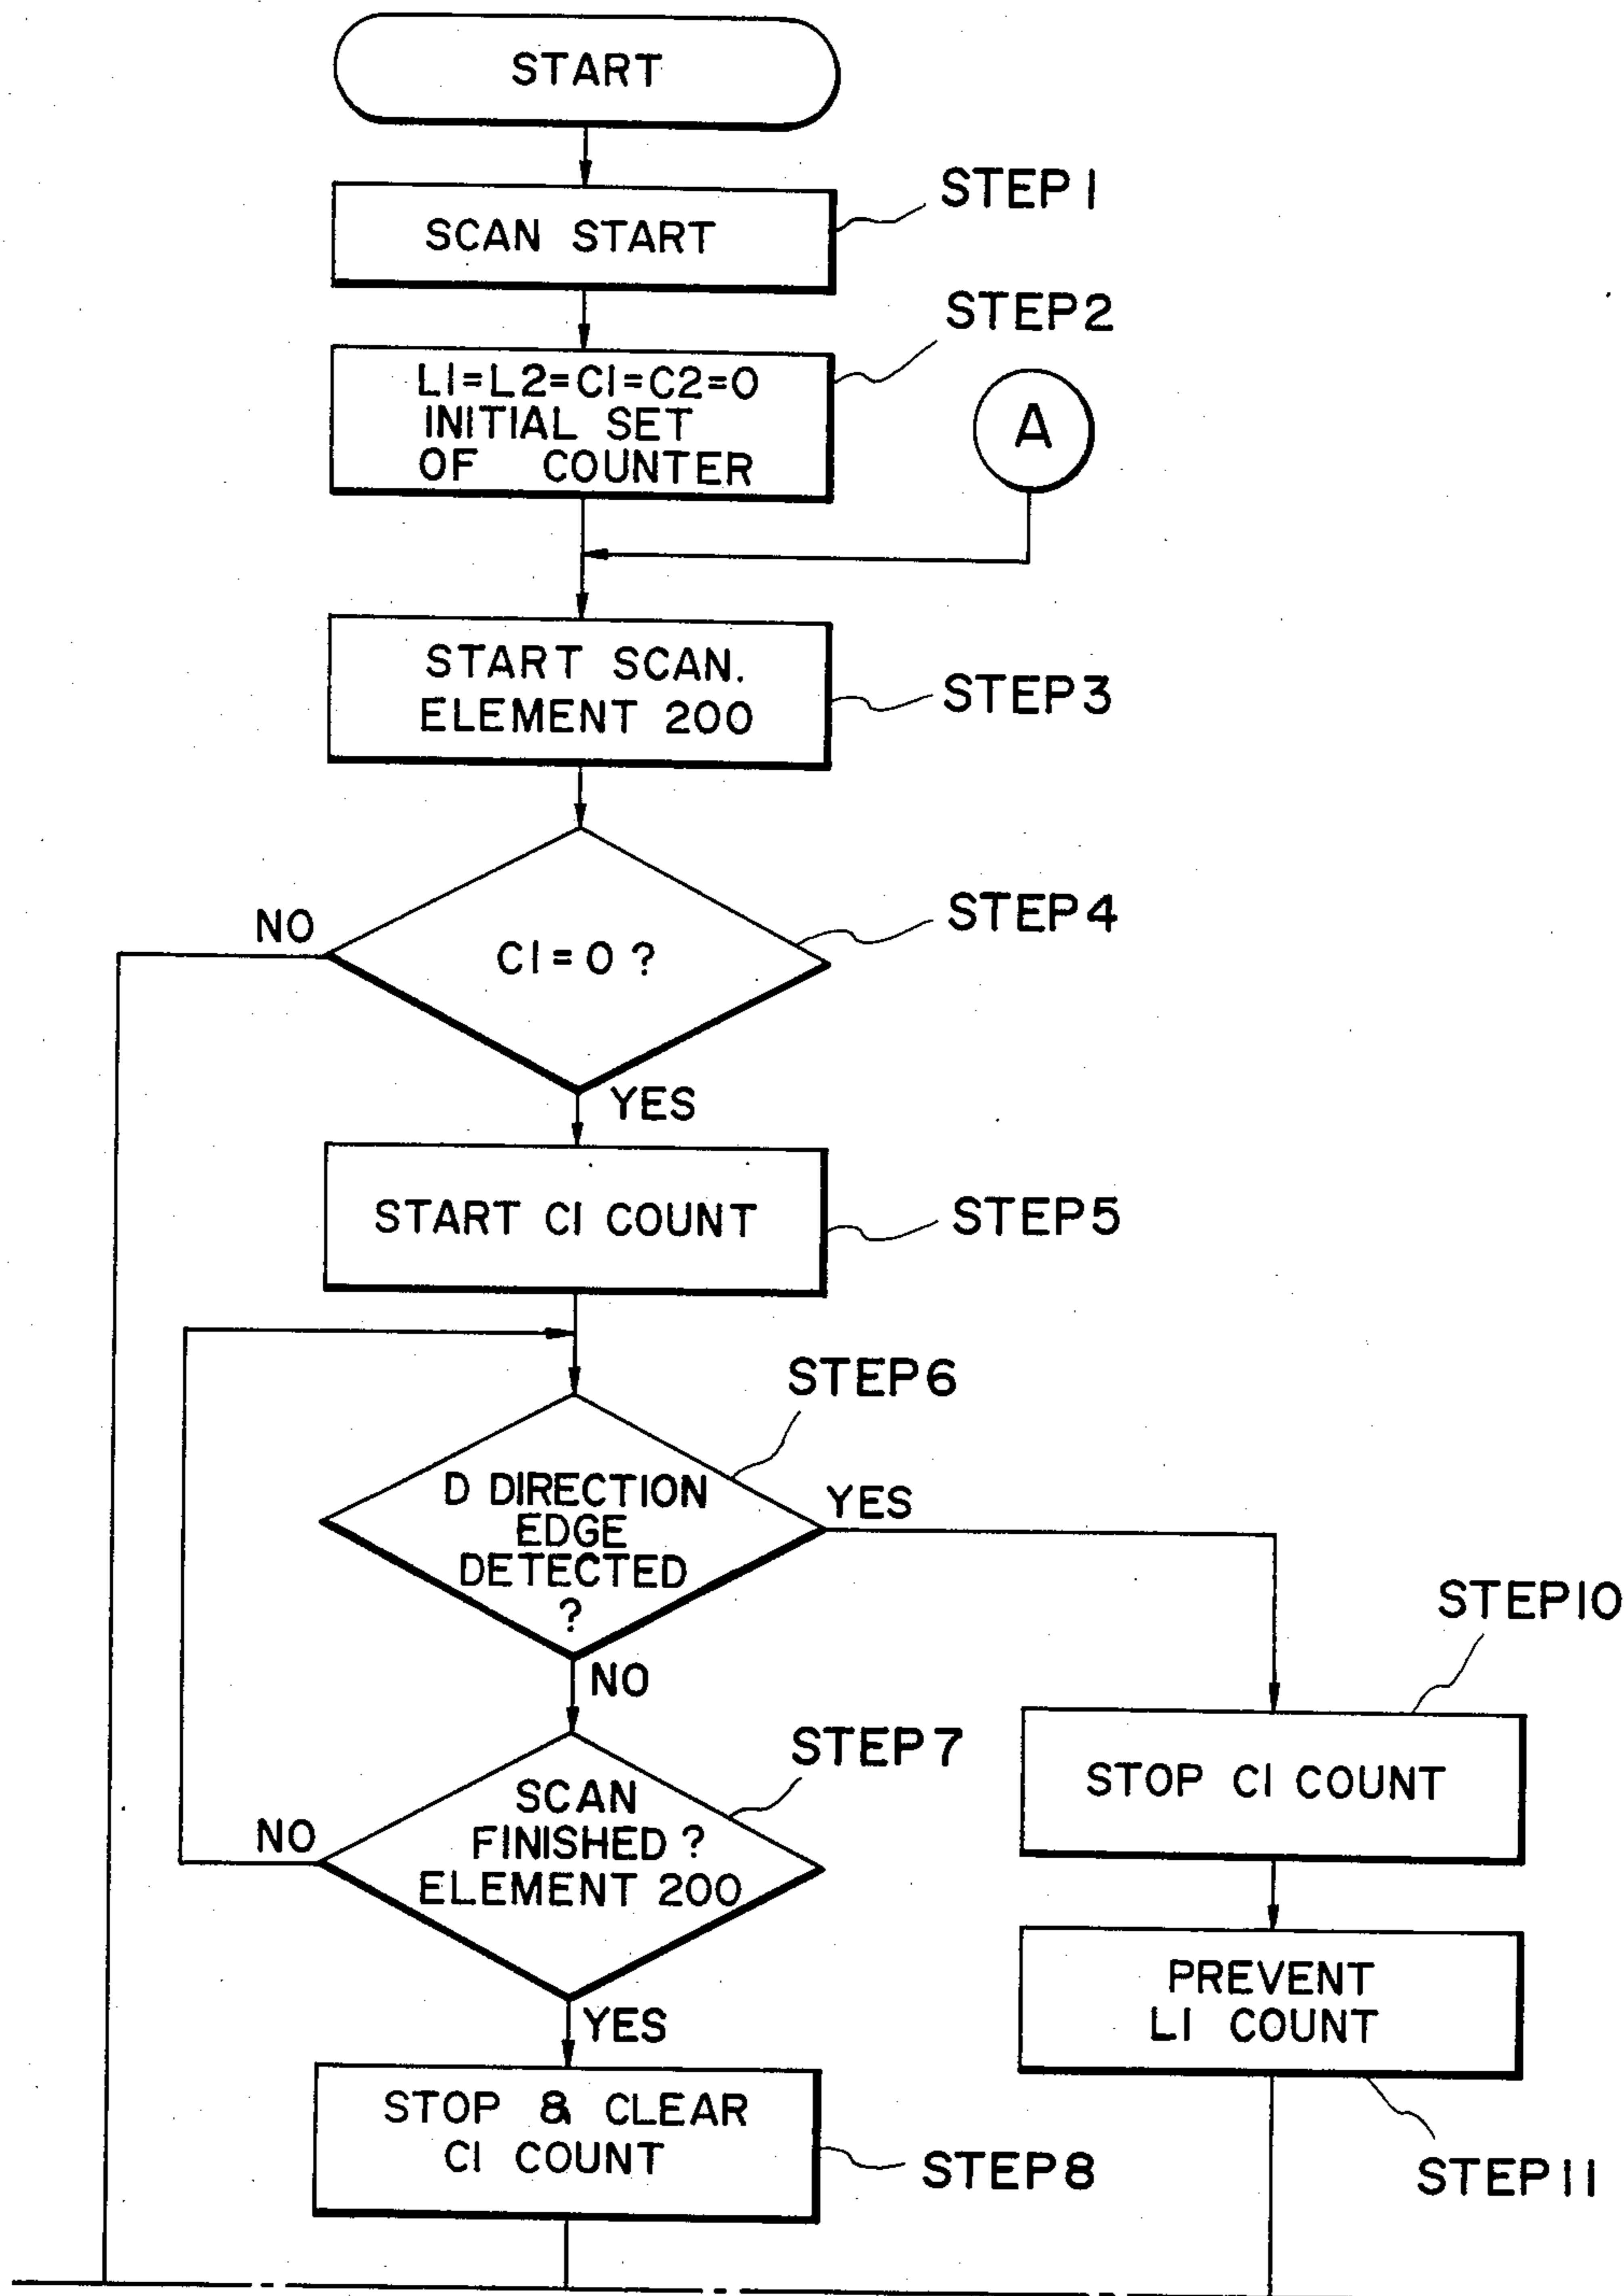 START
SCAN START
STEP1
L1=L2=C1=C2=0
INITIAL SET
OF COUNTER
STEP2
A
START SCAN.
ELEMENT 200
STEP3
C1=0 ?
STEP4
NO
YES
START C1 COUNT
STEP5
D DIRECTION
EDGE
DETECTED
?
STEP6
YES
NO
SCAN
FINISHED ?
ELEMENT 200
STEP7
NO
YES
STOP & CLEAR
C1 COUNT
STEP8
STEP10
STOP C1 COUNT
PREVENT
L1 COUNT
STEP11